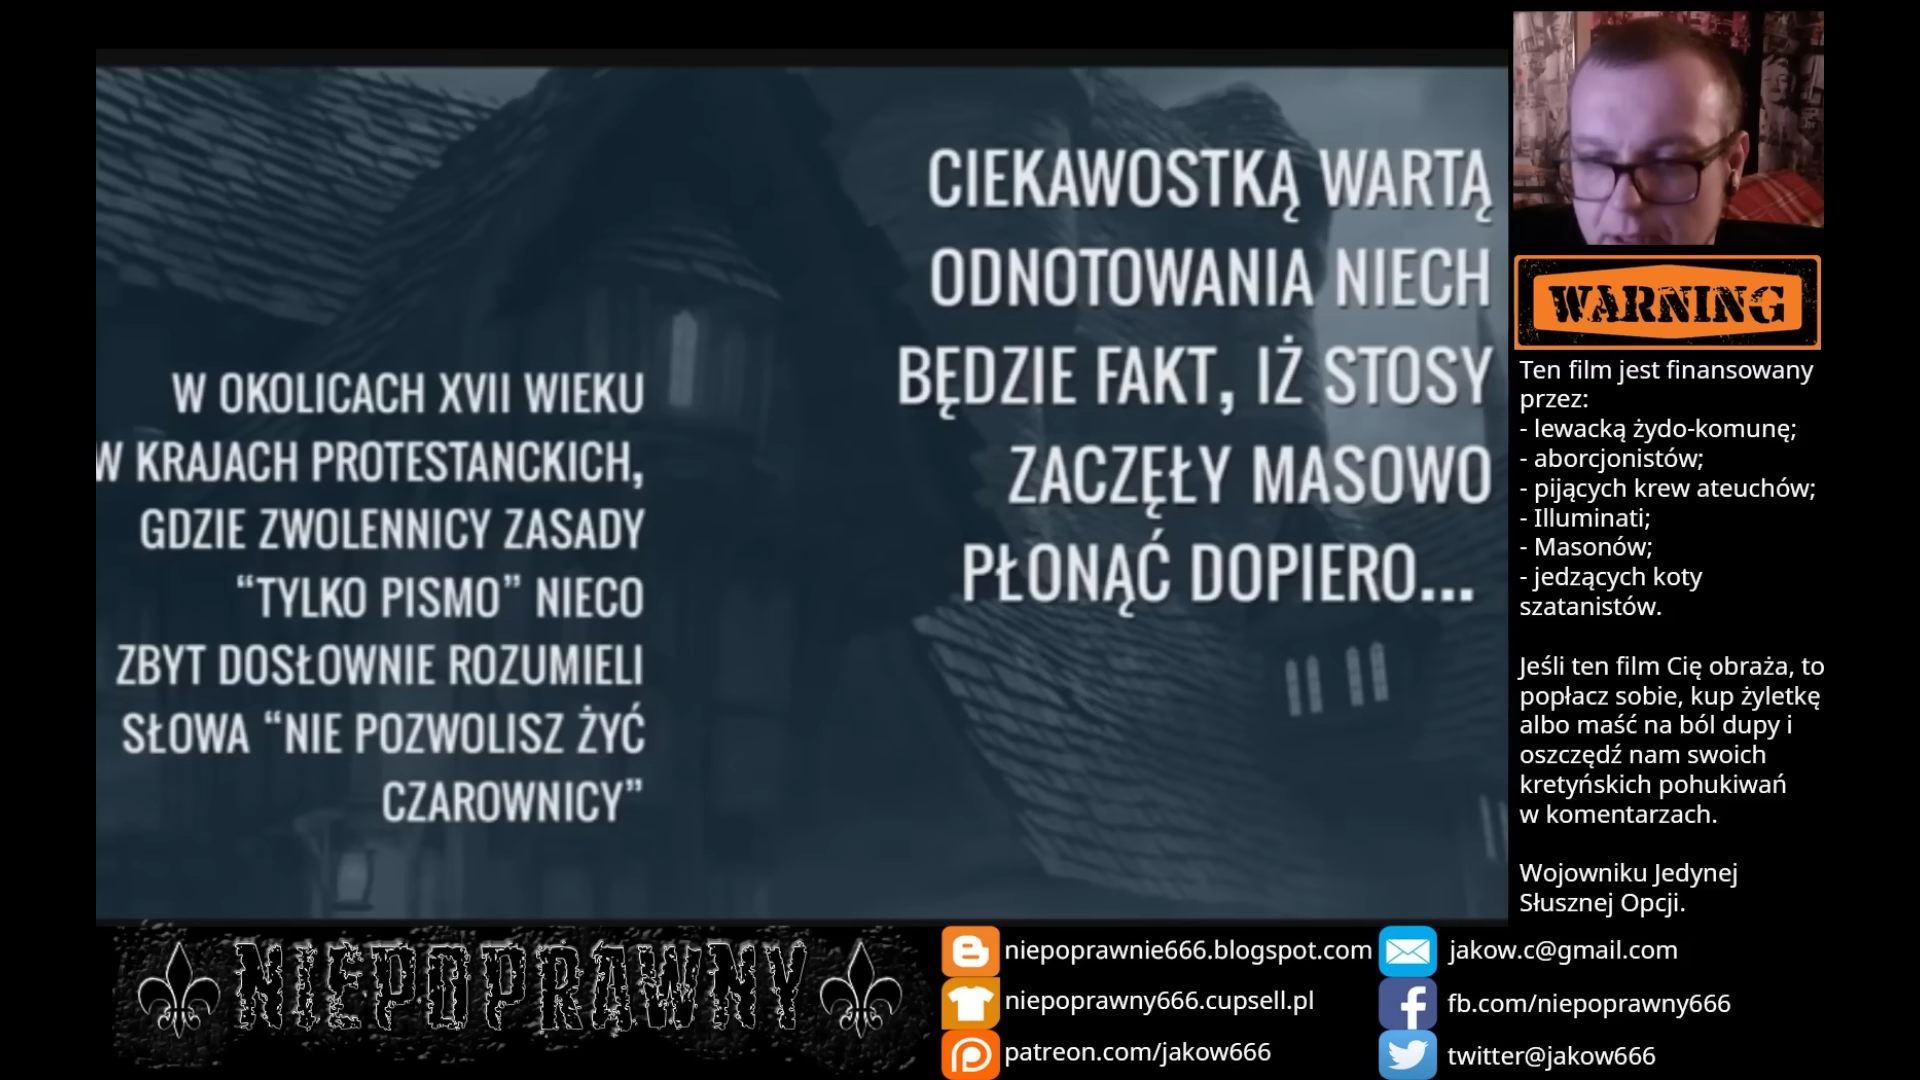 CIEKAWOSTKĄ WARTĄ
ODNOTOWANIA NIECH
BĘDZIE FAKT, IŻ STOSY
ZACZĘŁY MASOWO
PŁONĄĆ DOPIERO...
W OKOLICACH XVII WIEKU
W KRAJACH PROTESTANCKICH,
GDZIE ZWOLENNICY ZASADY
“TYLKO PISMO” NIECO
ZBYT DOSŁOWNIE ROZUMIELI
SŁOWA “NIE POZWOLISZ ŻYĆ
CZAROWNICY”
WARNING
Ten film jest finansowany
przez:
- lewacką żydo-komunę;
- aborcjonistów;
- pijących krew ateuchów;
- Illuminati;
- Masonów;
- jedzących koty
szatanistów.
Jeśli ten film Cię obraża, to
popłacz sobie, kup żyletkę
albo maść na ból dupy i
oszczędź nam swoich
kretyńskich pohukiwań
w komentarzach.
Wojowniku Jedynej
Słusznej Opcji.
NIEPOPRAWNY
niepoprawnie666.blogspot.com
niepoprawny666.cupsell.pl
patreon.com/jakow666
jakow.c@gmail.com
fb.com/niepoprawny666
twitter@jakow666